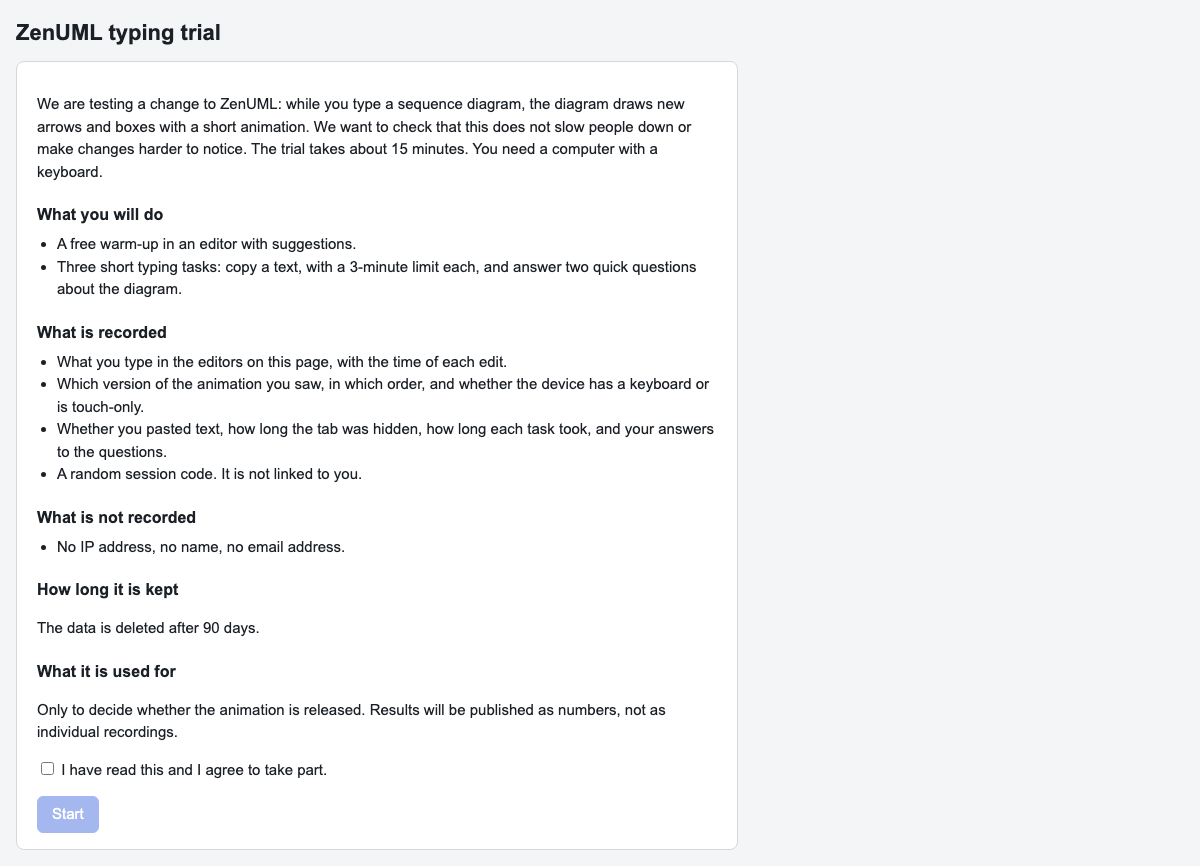 ZenUML typing trial
We are testing a change to ZenUML: while you type a sequence diagram, the diagram draws new
arrows and boxes with a short animation. We want to check that this does not slow people down or
make changes harder to notice. The trial takes about 15 minutes. You need a computer with a
keyboard.
What you will do
• A free warm-up in an editor with suggestions.
• Three short typing tasks: copy a text, with a 3-minute limit each, and answer two quick questions
about the diagram.
What is recorded
• What you type in the editors on this page, with the time of each edit.
• Which version of the animation you saw, in which order, and whether the device has a keyboard or
is touch-only.
• Whether you pasted text, how long the tab was hidden, how long each task took, and your answers
to the questions.
• A random session code. It is not linked to you.
What is not recorded
• No IP address, no name, no email address.
How long it is kept
The data is deleted after 90 days.
What it is used for
Only to decide whether the animation is released. Results will be published as numbers, not as
individual recordings.
I have read this and I agree to take part.
Start